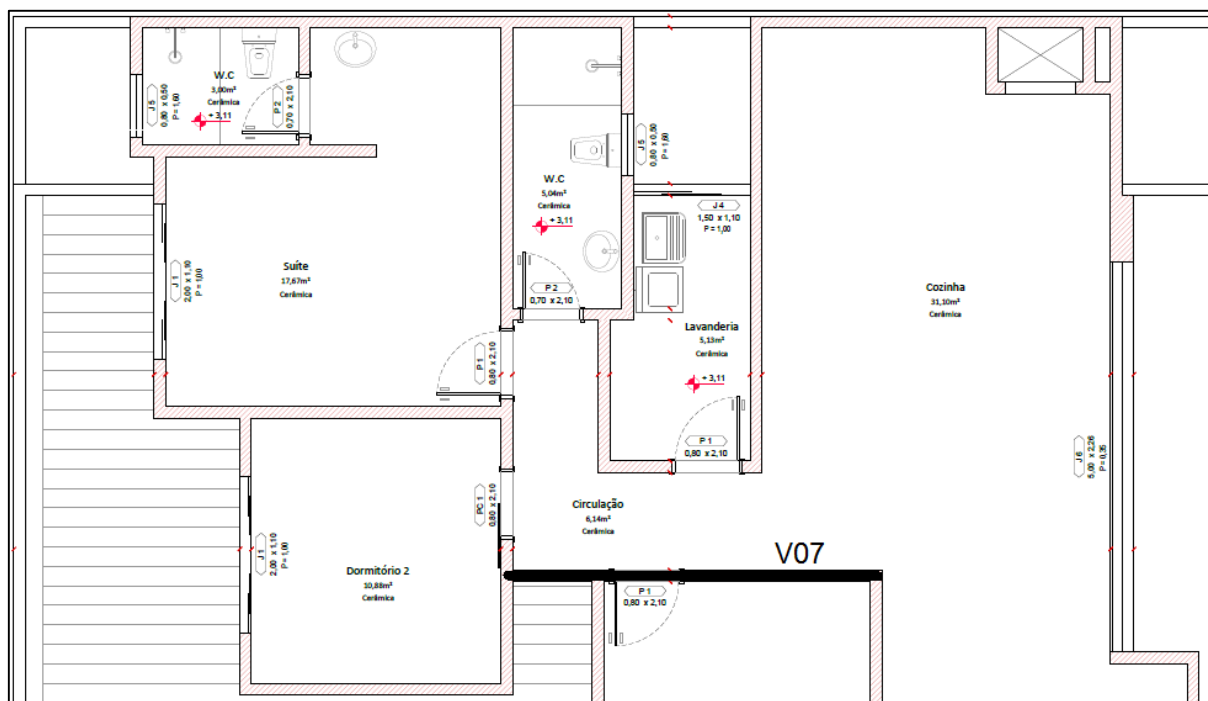 W.C
3,00m²
Cerâmica
+ 3,11
J 5
0,80 x 0,50
P = 1,60
P 2
0,70 x 2,10
W.C
5,04m²
Cerâmica
+ 3,11
J 5
0,80 x 0,50
P = 1,60
J 4
1,50 x 1,10
P = 1,00
Suíte
17,67m²
Cerâmica
J 1
2,00 x 1,10
P = 1,00
P 2
0,70 x 2,10
Cozinha
31,10m²
Cerâmica
Lavanderia
5,13m²
Cerâmica
+ 3,11
P 1
0,80 x 2,10
P 1
0,80 x 2,10
J 6
5,00 x 2,26
P = 0,35
PC 1
0,80 x 2,10
Circulação
6,14m²
Cerâmica
J 1
2,00 x 1,10
P = 1,00
Dormitório 2
10,88m²
Cerâmica
V07
P 1
0,80 x 2,10